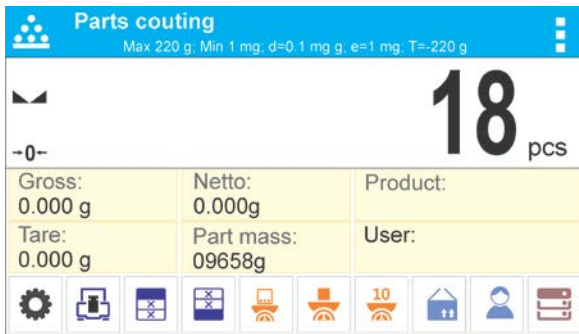 Parts couting
Max 220 g; Min 1 mg; d=0.1 mg g; e=1 mg; T=-220 g
18 pcs
→0←
Gross:
0.000 g
Netto:
0.000g
Product:
Tare:
0.000 g
Part mass:
09658g
User:
10